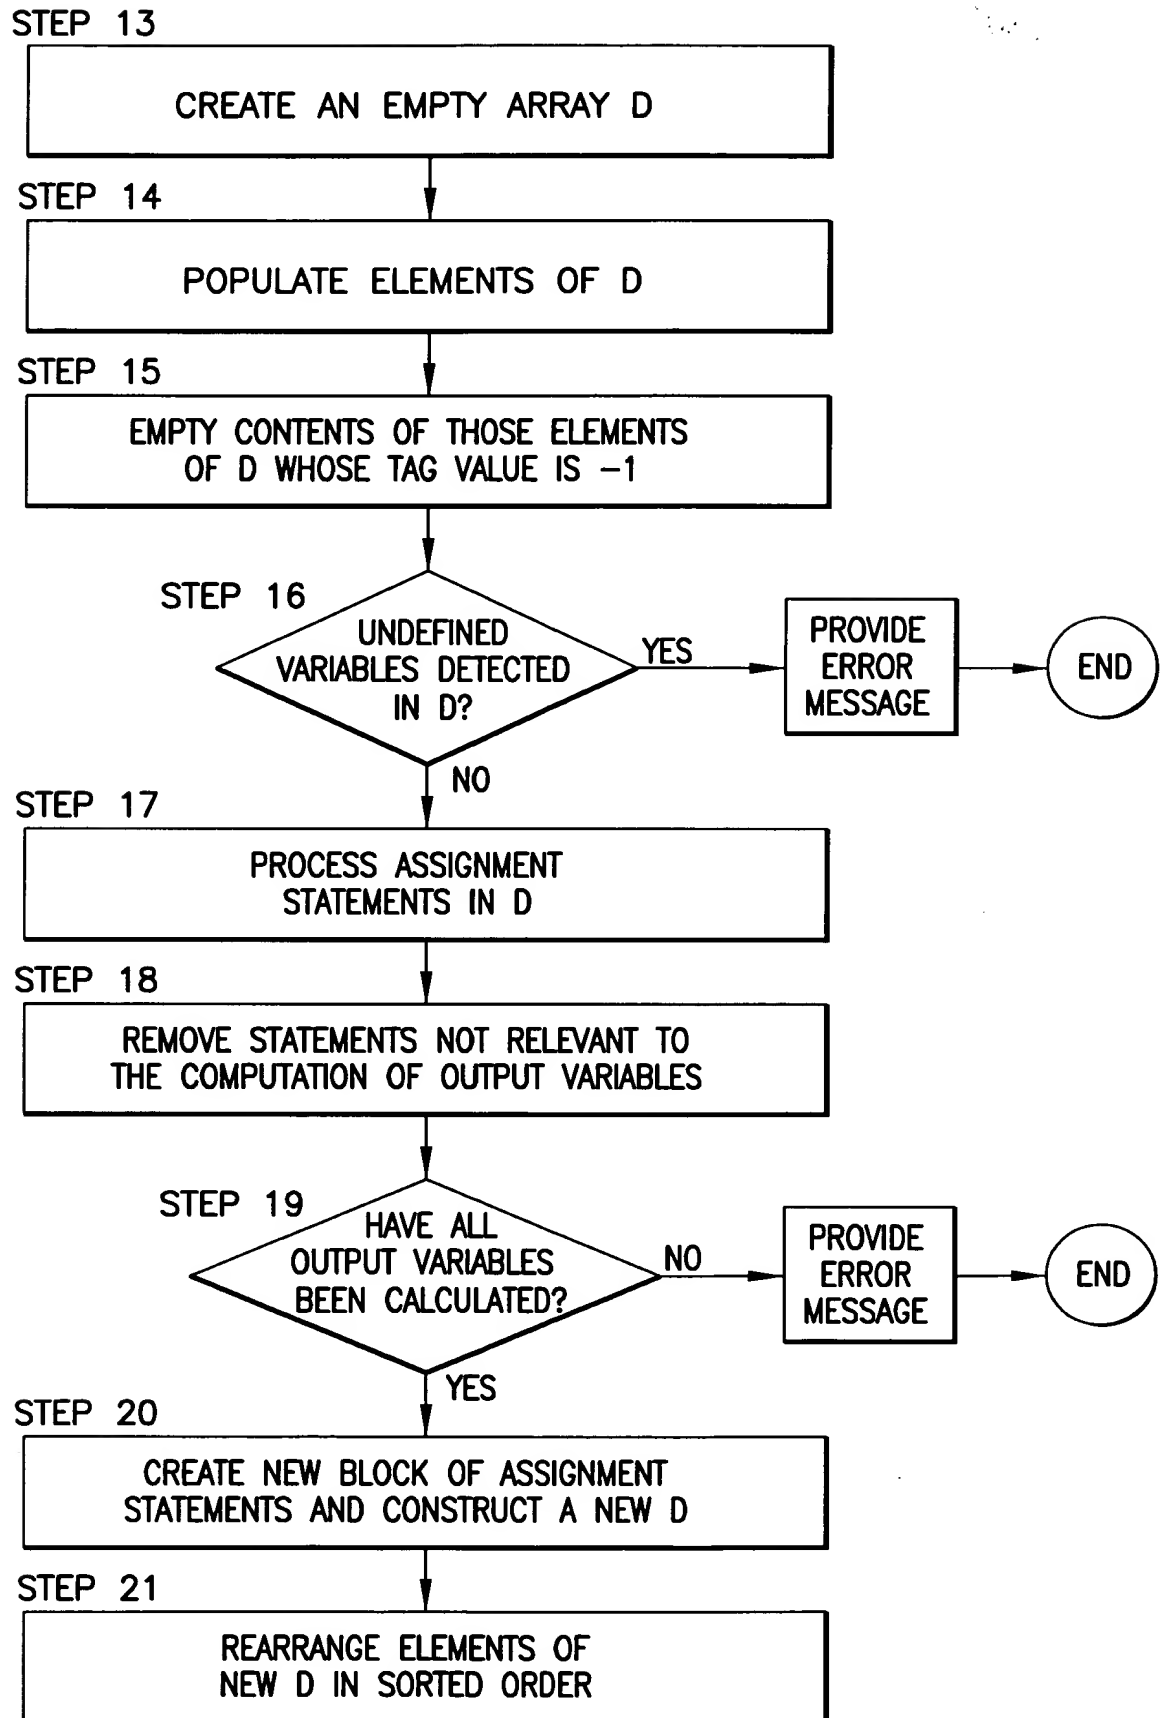 STEP 13
CREATE AN EMPTY ARRAY D
STEP 14
POPULATE ELEMENTS OF D
STEP 15
EMPTY CONTENTS OF THOSE ELEMENTS
OF D WHOSE TAG VALUE IS -1
STEP 16
UNDEFINED
VARIABLES DETECTED
IN D?
YES
PROVIDE
ERROR
MESSAGE
END
NO
STEP 17
PROCESS ASSIGNMENT
STATEMENTS IN D
STEP 18
REMOVE STATEMENTS NOT RELEVANT TO
THE COMPUTATION OF OUTPUT VARIABLES
STEP 19
HAVE ALL
OUTPUT VARIABLES
BEEN CALCULATED?
NO
PROVIDE
ERROR
MESSAGE
END
YES
STEP 20
CREATE NEW BLOCK OF ASSIGNMENT
STATEMENTS AND CONSTRUCT A NEW D
STEP 21
REARRANGE ELEMENTS OF
NEW D IN SORTED ORDER